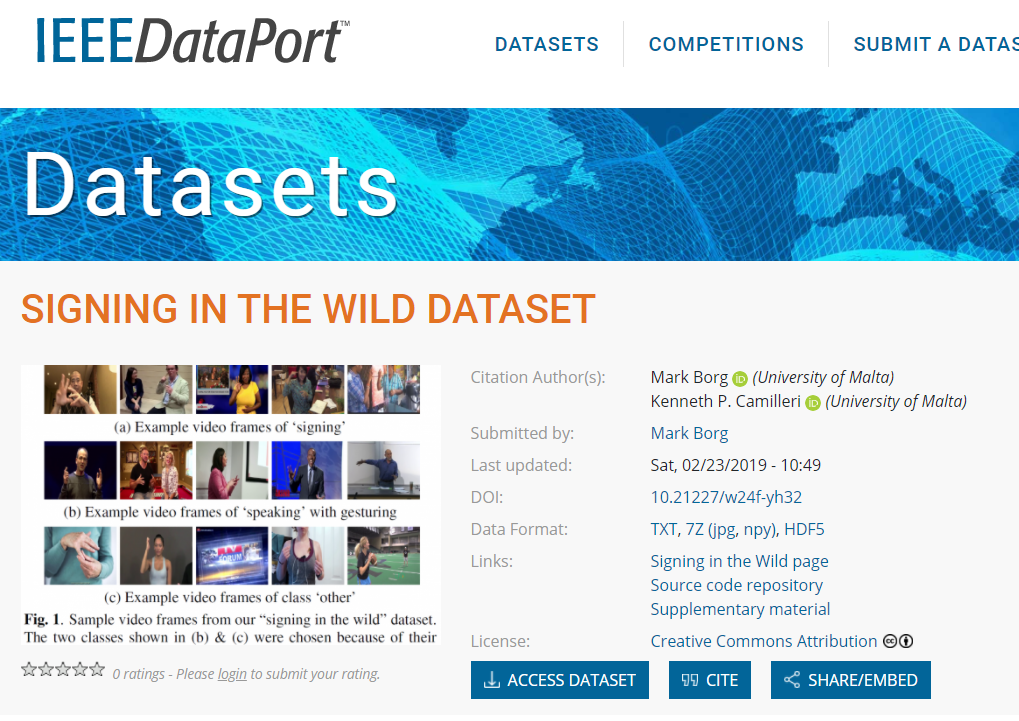 IEEEDataPort™
DATASETS
COMPETITIONS
SUBMIT A DATAS
Datasets
SIGNING IN THE WILD DATASET
(a) Example video frames of 'signing'
(b) Example video frames of 'speaking' with gesturing
(c) Example video frames of class 'other'
Fig. 1. Sample video frames from our "signing in the wild" dataset.
The two classes shown in (b) & (c) were chosen because of their
0 ratings - Please login to submit your rating.
Citation Author(s): Mark Borg iD (University of Malta)
Kenneth P. Camilleri iD (University of Malta)
Submitted by: Mark Borg
Last updated: Sat, 02/23/2019 - 10:49
DOI: 10.21227/w24f-yh32
Data Format: TXT, 7Z (jpg, npy), HDF5
Links: Signing in the Wild page
Source code repository
Supplementary material
License: Creative Commons Attribution cc
ACCESS DATASET
CITE
SHARE/EMBED